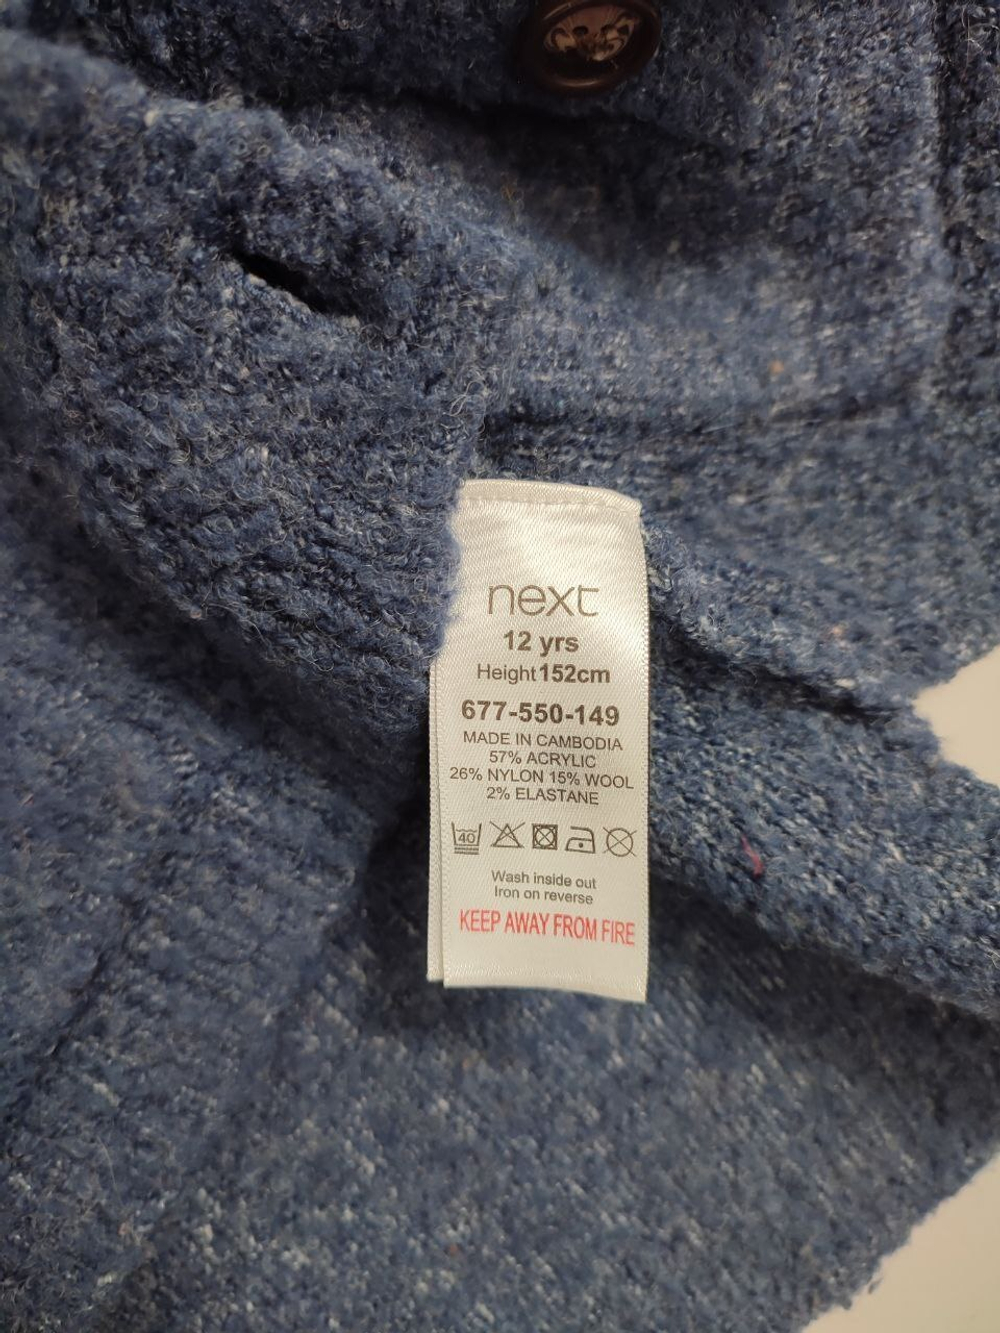 next
12 yrs
Height 152cm
677-550-149
MADE IN CAMBODIA
57% ACRYLIC
26% NYLON 15% WOOL
2% ELASTANE
40
Wash inside out
Iron on reverse
KEEP AWAY FROM FIRE